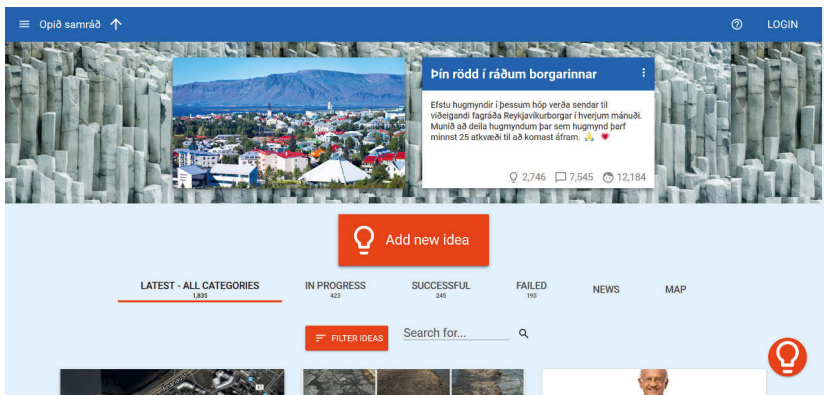 Opið samráð
LOGIN
Þín rödd í ráðum borgarinnar
Efstu hugmyndir í þessum hóp verða sendar til
viðeigandi fagráða Reykjavíkurborgar í hverjum mánuði.
Munið að deila hugmyndum þar sem hugmynd þarf
minnst 25 atkvæði til að komast áfram. 🙏 💗
2,746 7,545 12,184
Add new idea
LATEST - ALL CATEGORIES IN PROGRESS SUCCESSFUL FAILED NEWS MAP
1,835 423 245 193
FILTER IDEAS Search for...
41